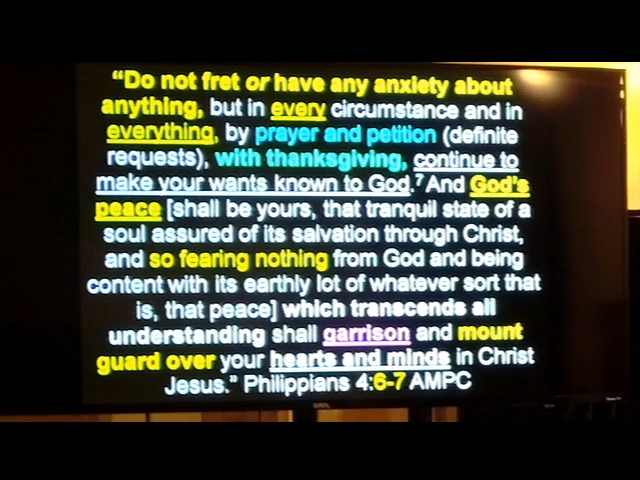 “Do not fret or have any anxiety about
anything, but in every circumstance and in
everything, by prayer and petition (definite
requests), with thanksgiving, continue to
make your wants known to God.⁷ And God's
peace [shall be yours, that tranquil state of a
soul assured of its salvation through Christ,
and so fearing nothing from God and being
content with its earthly lot of whatever sort that
is, that peace] which transcends all
understanding shall garrison and mount
guard over your hearts and minds in Christ
Jesus.” Philippians 4:6-7 AMPC